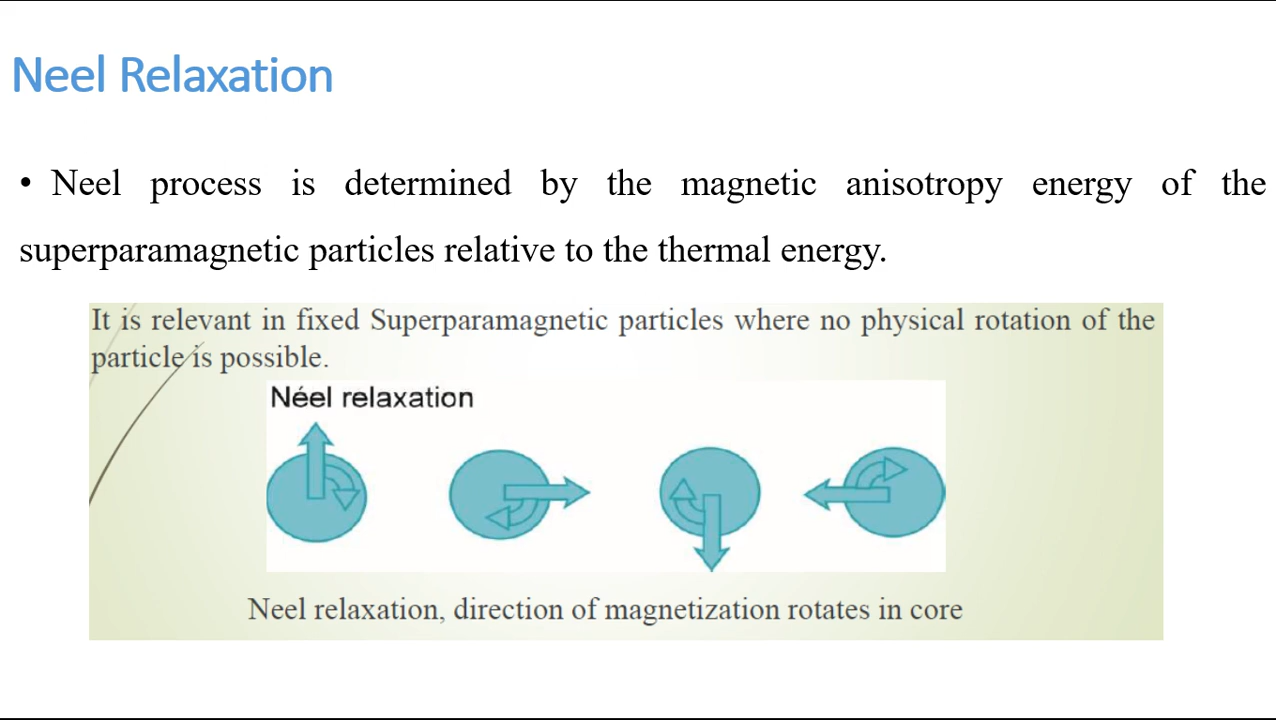 Neel Relaxation
• Neel process is determined by the magnetic anisotropy energy of the
superparamagnetic particles relative to the thermal energy.
It is relevant in fixed Superparamagnetic particles where no physical rotation of the
particle is possible.
Néel relaxation
Neel relaxation, direction of magnetization rotates in core